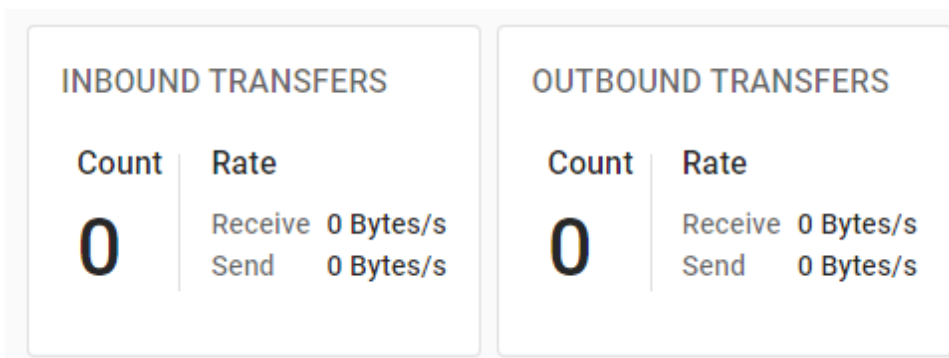 INBOUND TRANSFERS
Count Rate
0
Receive 0 Bytes/s
Send 0 Bytes/s
OUTBOUND TRANSFERS
Count Rate
0
Receive 0 Bytes/s
Send 0 Bytes/s